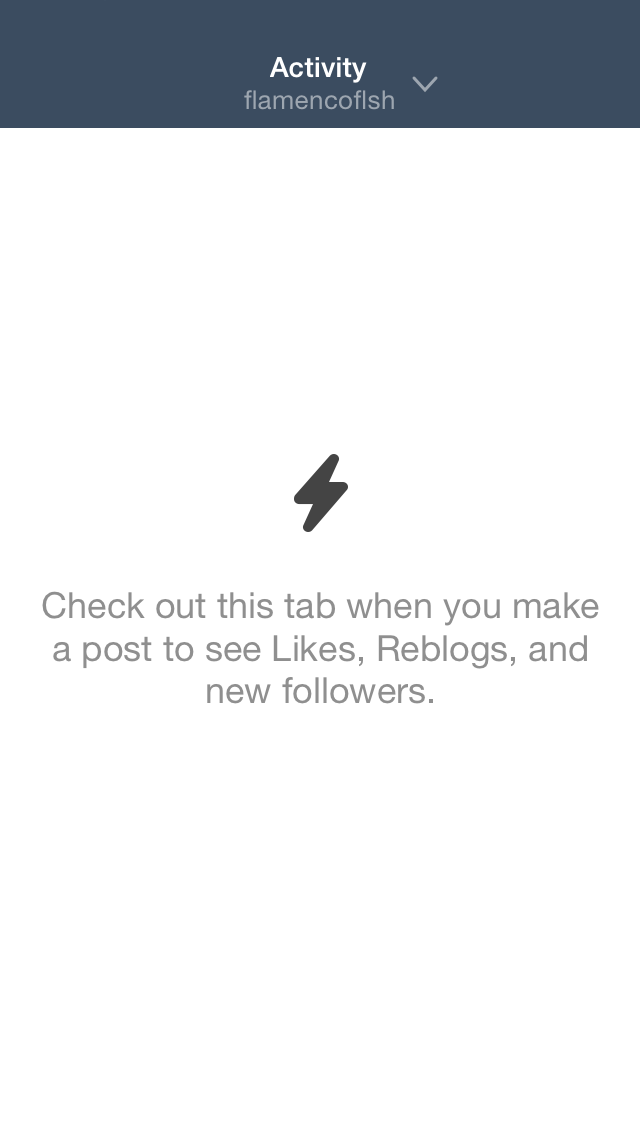 Activity
flamencoflsh
Check out this tab when you make
a post to see Likes, Reblogs, and
new followers.